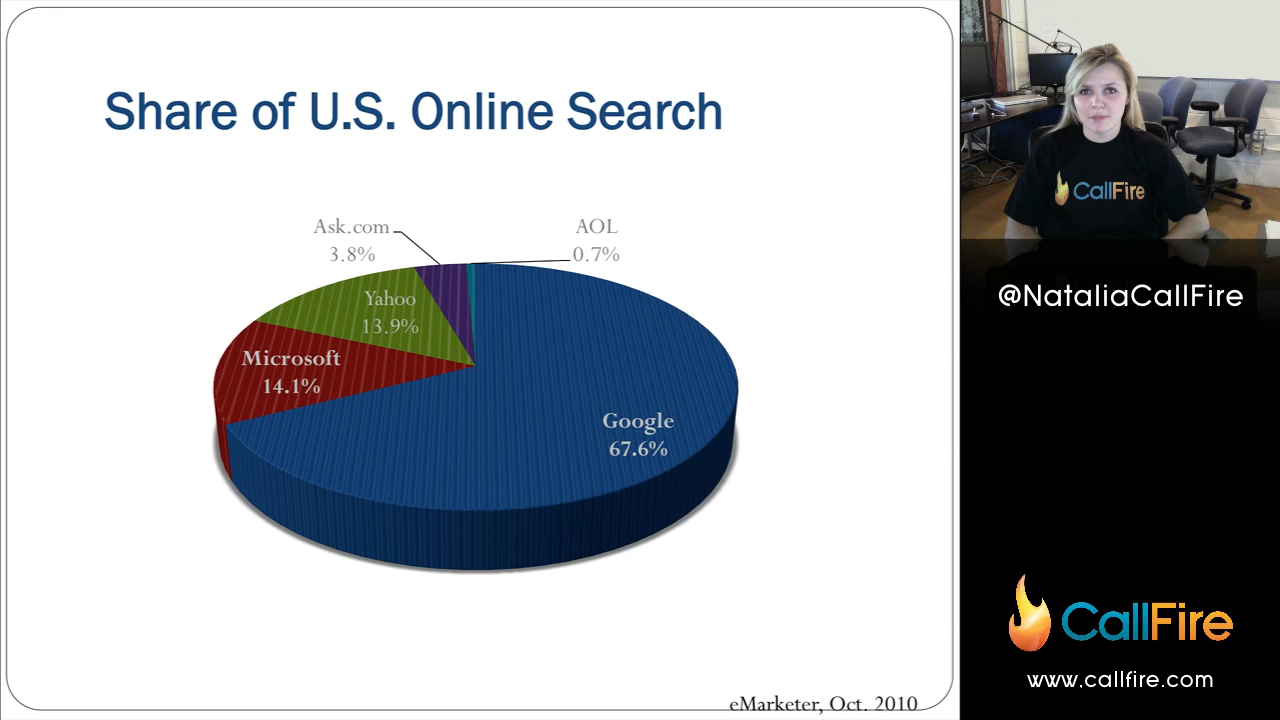 Share of U.S. Online Search
Ask.com
3.8%
AOL
0.7%
Yahoo
13.9%
Microsoft
14.1%
Google
67.6%
eMarketer, Oct. 2010
CallFire
@NataliaCallFire
CallFire
www.callfire.com